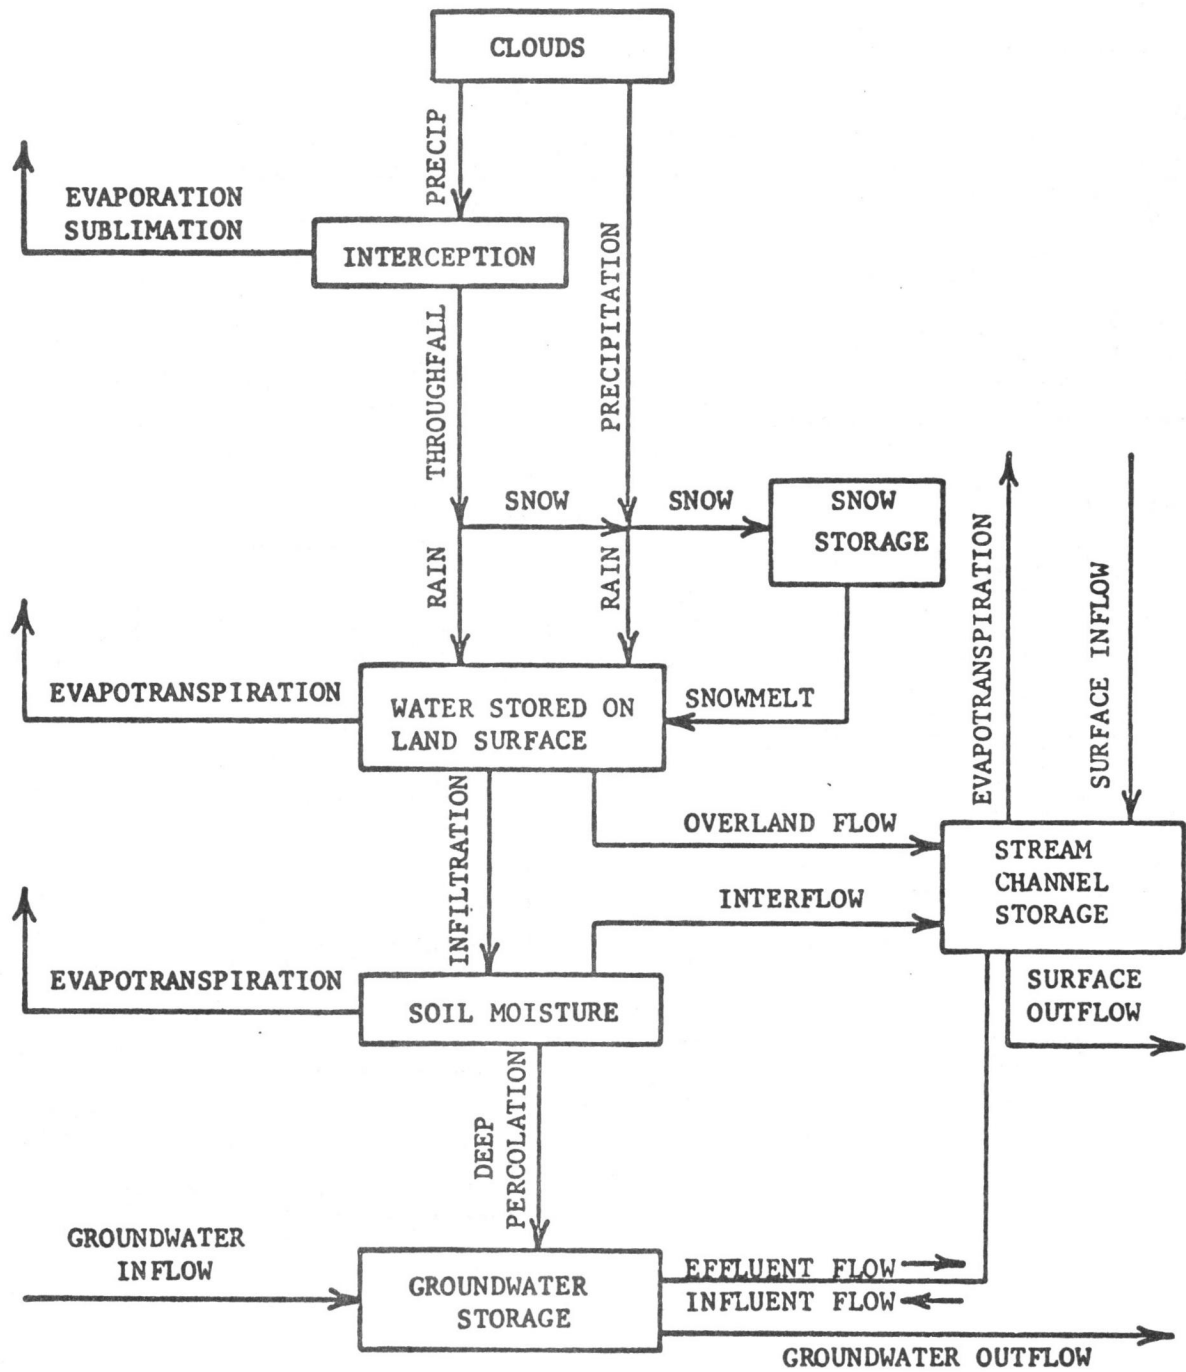 CLOUDS
PRECIP
EVAPORATION
SUBLIMATION
INTERCEPTION
PRECIPITATION
THROUGHFALL
SNOW
SNOW
SNOW
STORAGE
RAIN
RAIN
EVAPOTRANSPIRATION
SURFACE INFLOW
EVAPOTRANSPIRATION
WATER STORED ON
LAND SURFACE
SNOWMELT
INFILTRATION
OVERLAND FLOW
STREAM
CHANNEL
STORAGE
INTERFLOW
EVAPOTRANSPIRATION
SOIL MOISTURE
SURFACE
OUTFLOW
DEEP
PERCOLATION
GROUNDWATER
INFLOW
GROUNDWATER
STORAGE
EFFLUENT FLOW
INFLUENT FLOW
GROUNDWATER OUTFLOW